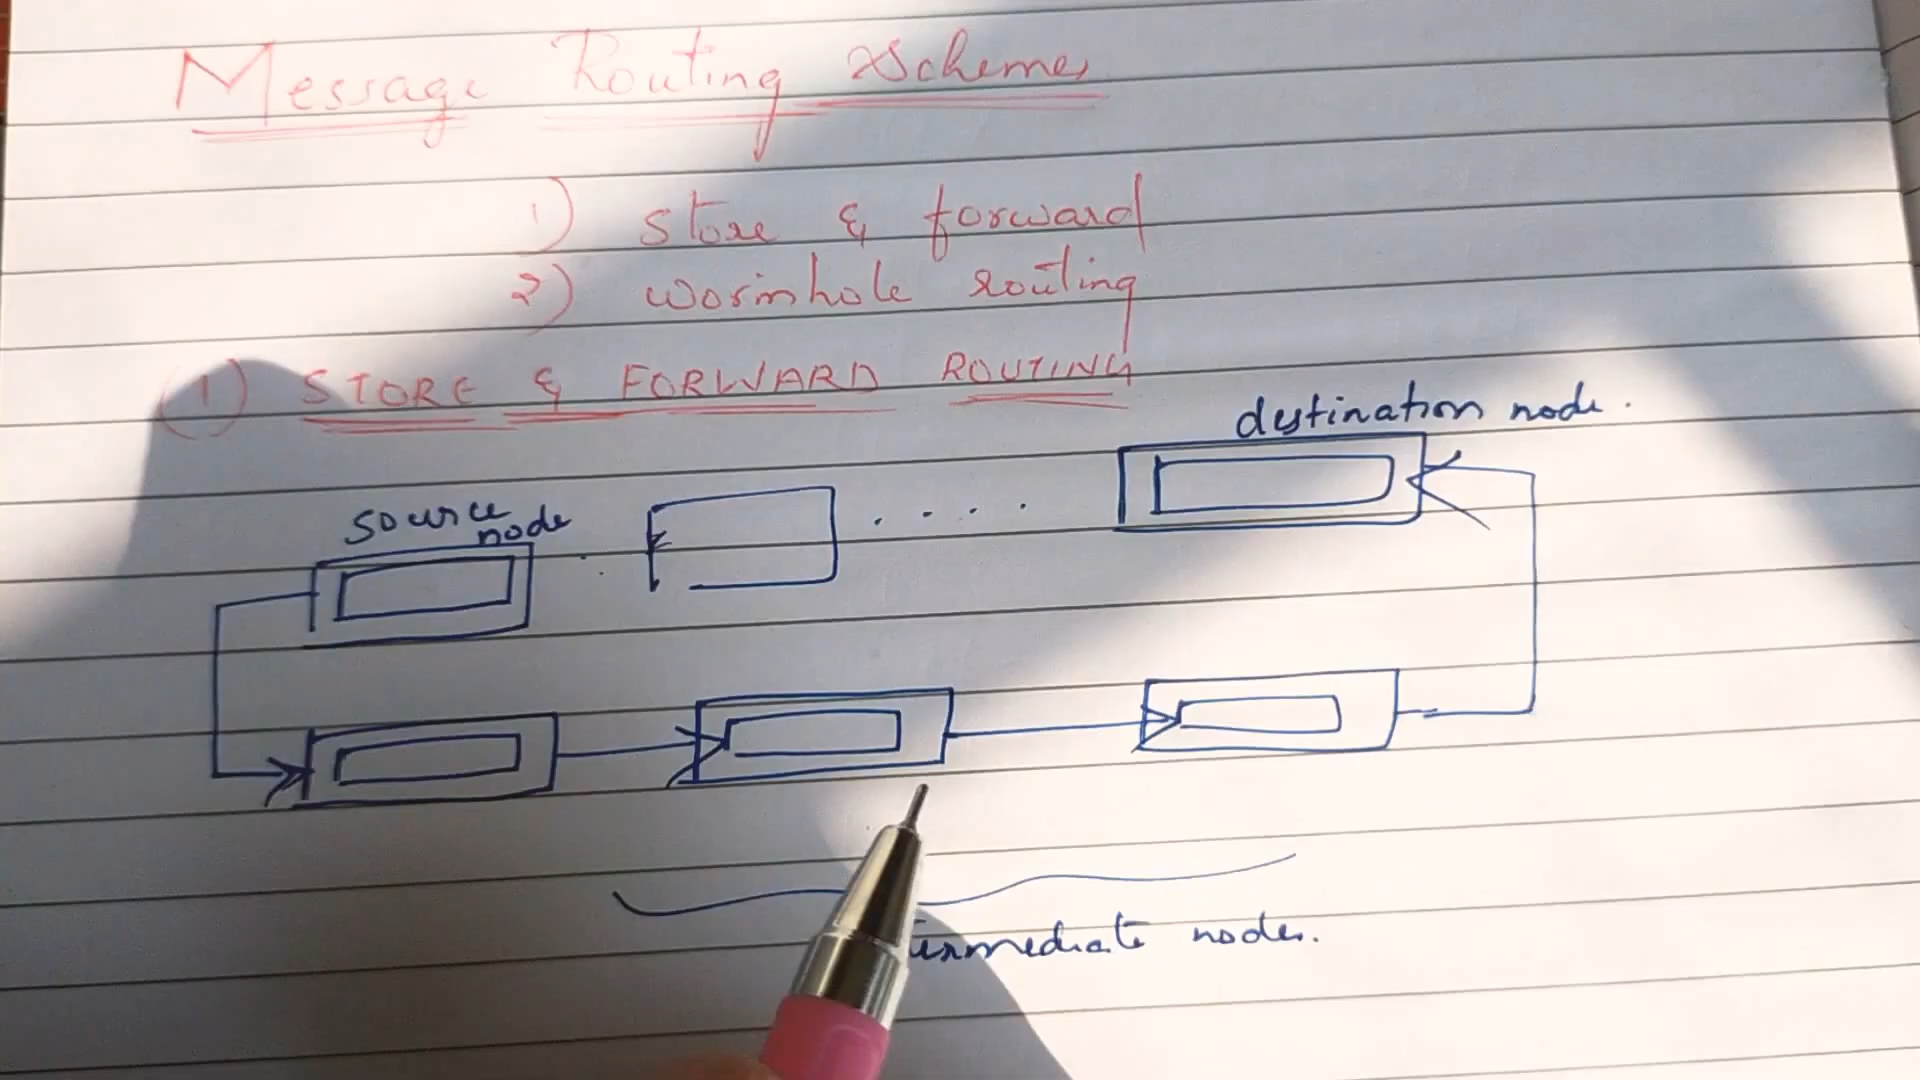 Message Routing Schemes
1) store & forward
2) wormhole routing
(1) STORE & FORWARD ROUTING
destination node.
source
node
nodes.